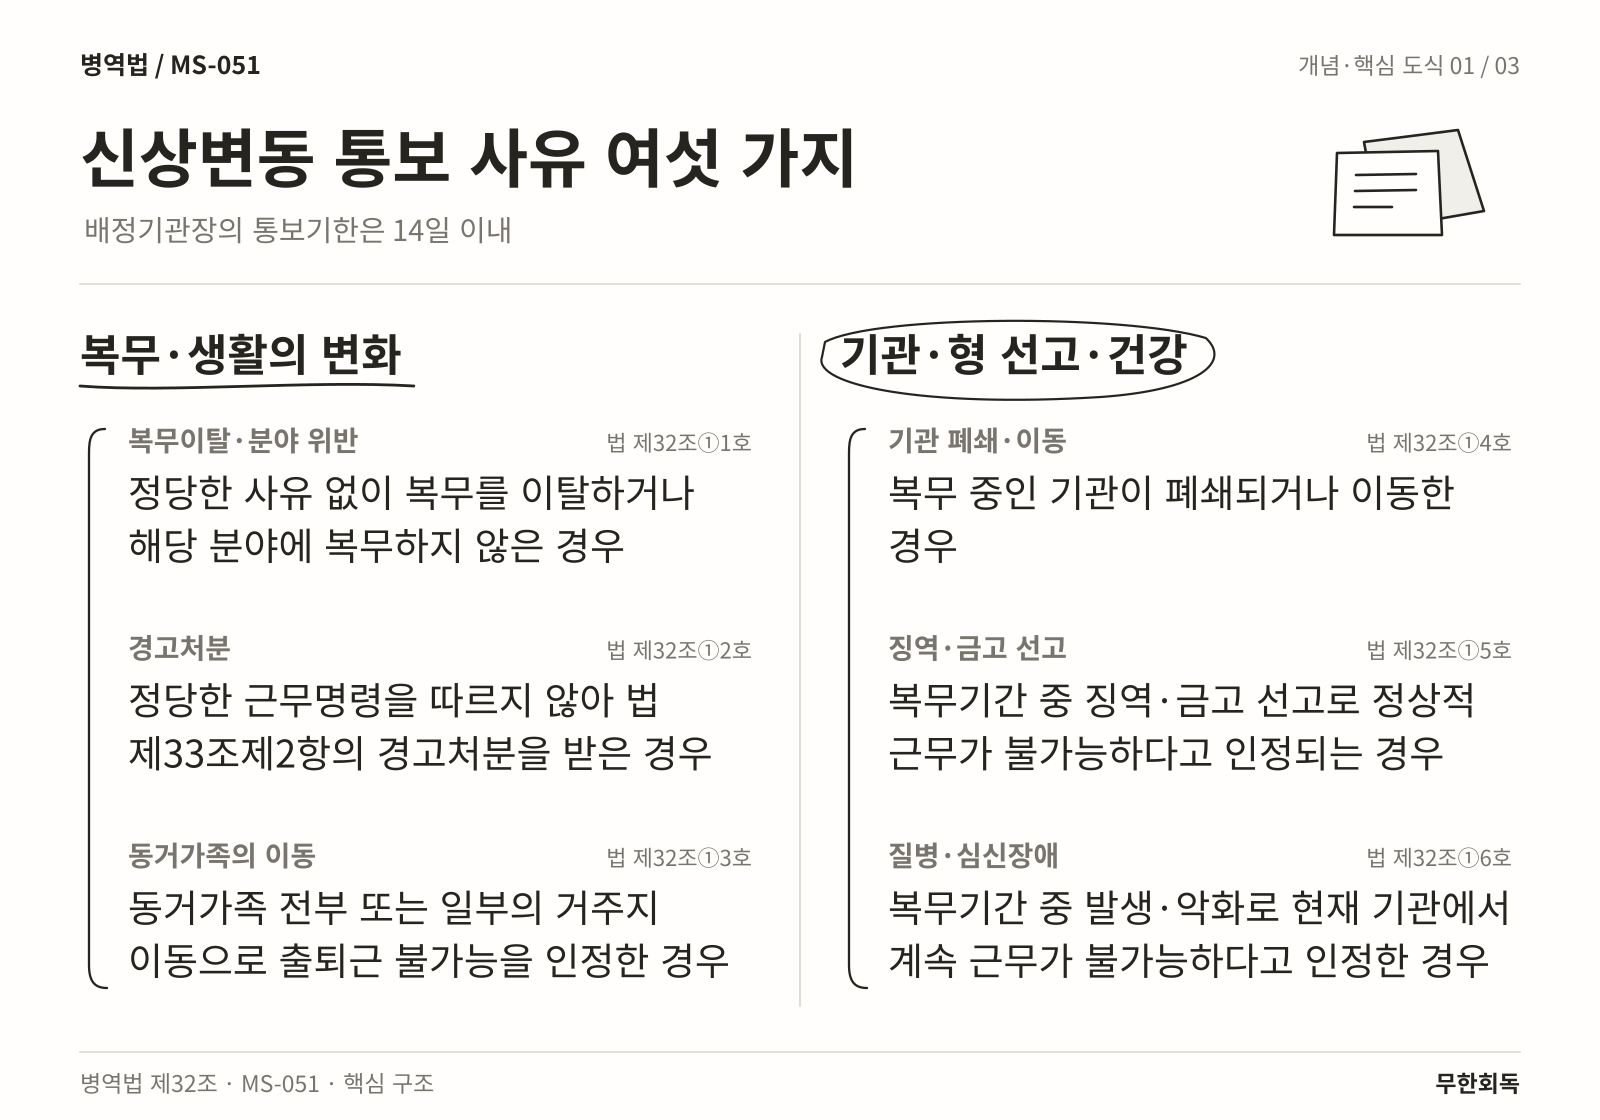 병역법 / MS-051
개념·핵심 도식 01 / 03
신상변동 통보 사유 여섯 가지
배정기관장의 통보기한은 14일 이내
복무·생활의 변화
복무이탈·분야 위반
법 제32조①1호
정당한 사유 없이 복무를 이탈하거나
해당 분야에 복무하지 않은 경우
경고처분
법 제32조①2호
정당한 근무명령을 따르지 않아 법
제33조제2항의 경고처분을 받은 경우
동거가족의 이동
법 제32조①3호
동거가족 전부 또는 일부의 거주지
이동으로 출퇴근 불가능을 인정한 경우
기관·형 선고·건강
기관 폐쇄·이동
법 제32조①4호
복무 중인 기관이 폐쇄되거나 이동한
경우
징역·금고 선고
법 제32조①5호
복무기간 중 징역·금고 선고로 정상적
근무가 불가능하다고 인정되는 경우
질병·심신장애
법 제32조①6호
복무기간 중 발생·악화로 현재 기관에서
계속 근무가 불가능하다고 인정한 경우
병역법 제32조 · MS-051 · 핵심 구조
무한회독